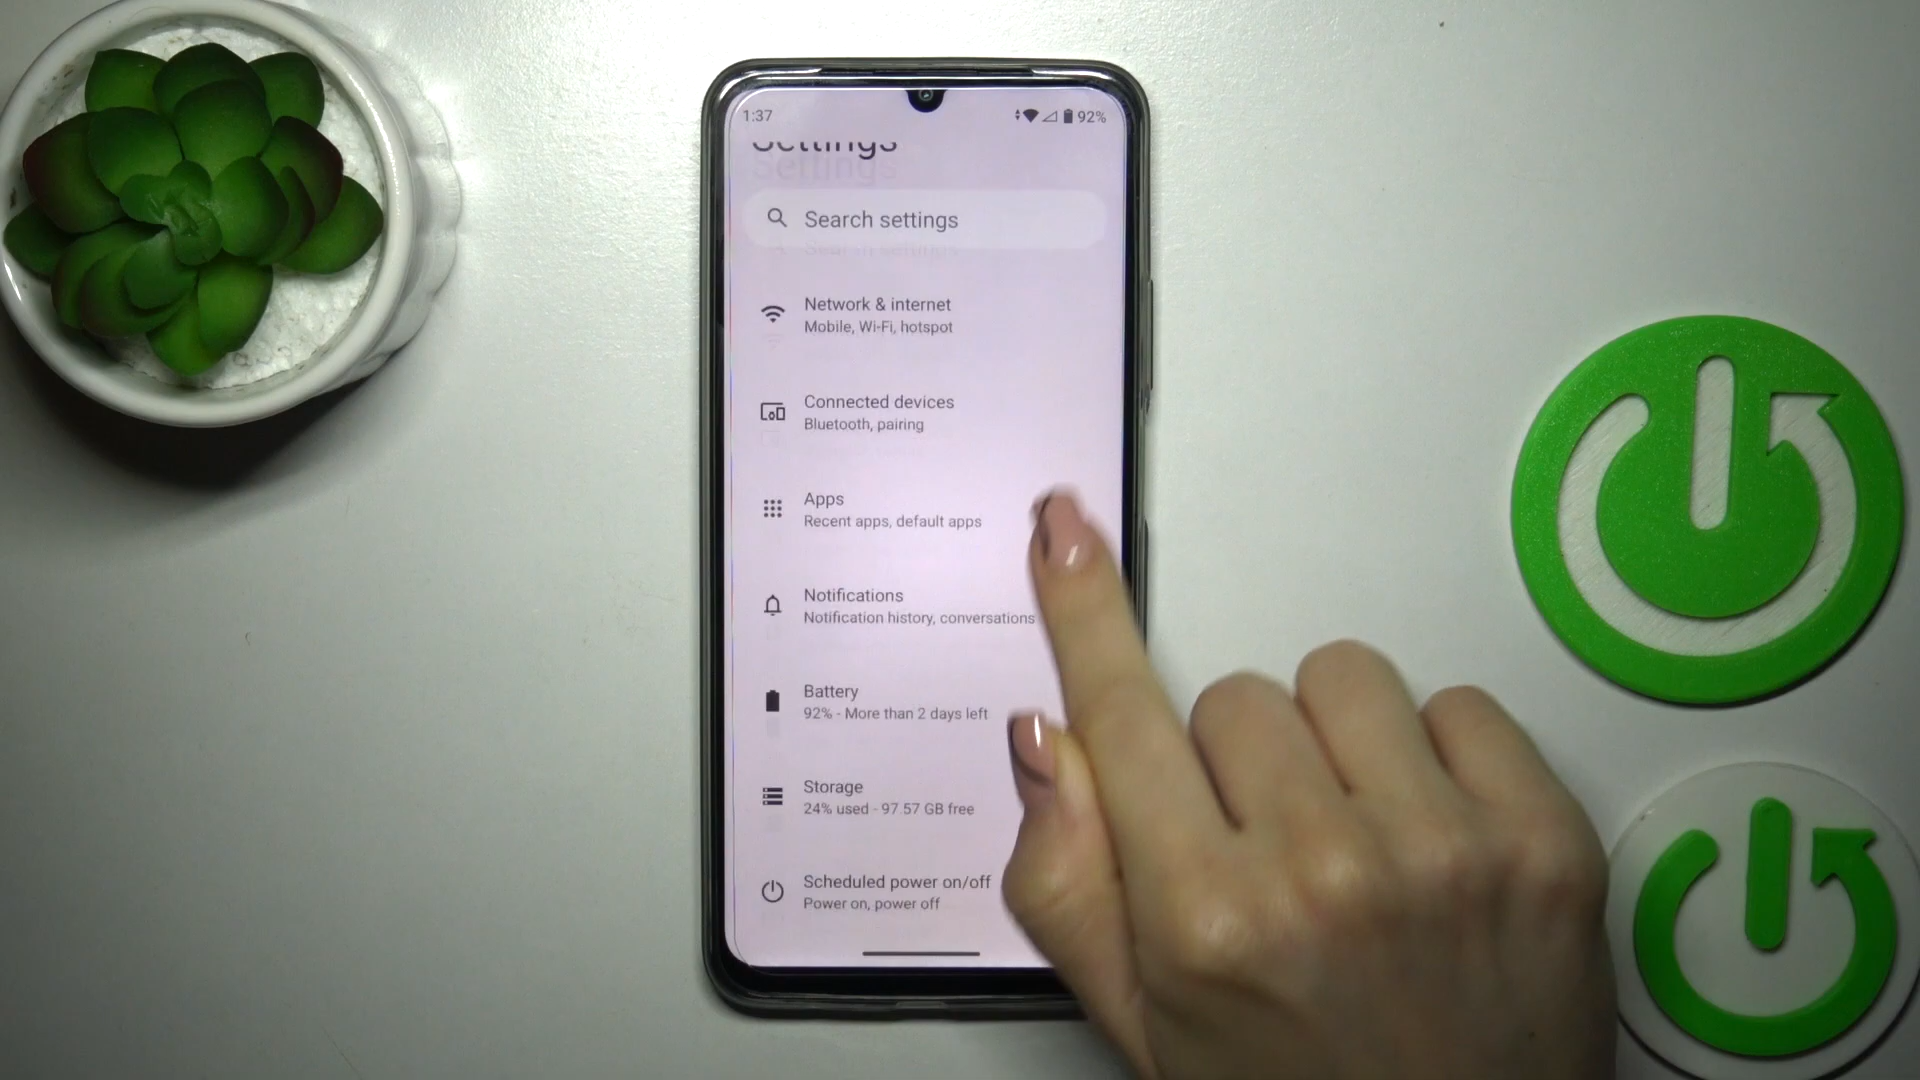 1:37
92%
Settings
Search settings
Network & internet
Mobile, Wi-Fi, hotspot
Connected devices
Bluetooth, pairing
Apps
Recent apps, default apps
Notifications
Notification history, conversations
Battery
92% - More than 2 days left
Storage
24% used - 97.57 GB free
Scheduled power on/off
Power on, power off